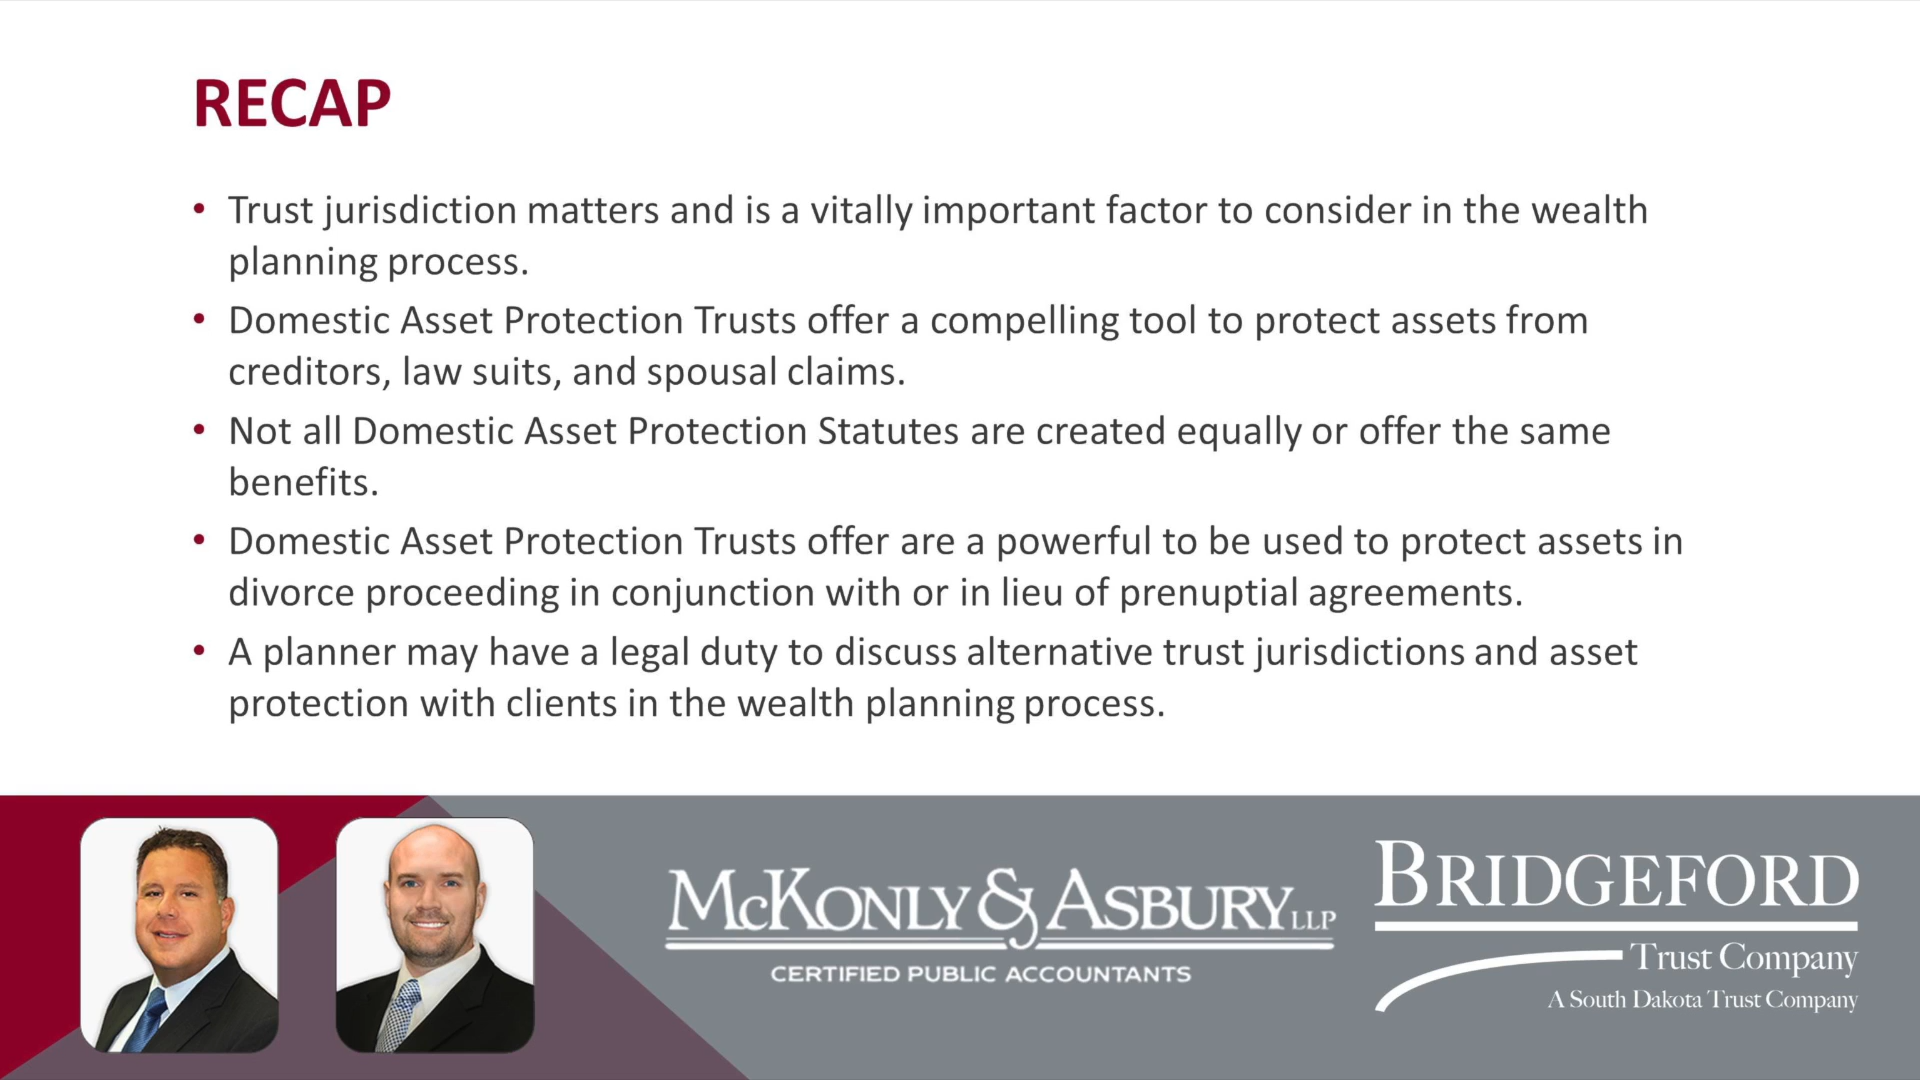 RECAP
• Trust jurisdiction matters and is a vitally important factor to consider in the wealth
planning process.
• Domestic Asset Protection Trusts offer a compelling tool to protect assets from
creditors, law suits, and spousal claims.
• Not all Domestic Asset Protection Statutes are created equally or offer the same
benefits.
• Domestic Asset Protection Trusts offer are a powerful to be used to protect assets in
divorce proceeding in conjunction with or in lieu of prenuptial agreements.
• A planner may have a legal duty to discuss alternative trust jurisdictions and asset
protection with clients in the wealth planning process.
McKonly & Asbury LLP
CERTIFIED PUBLIC ACCOUNTANTS
BRIDGEFORD
Trust Company
A South Dakota Trust Company